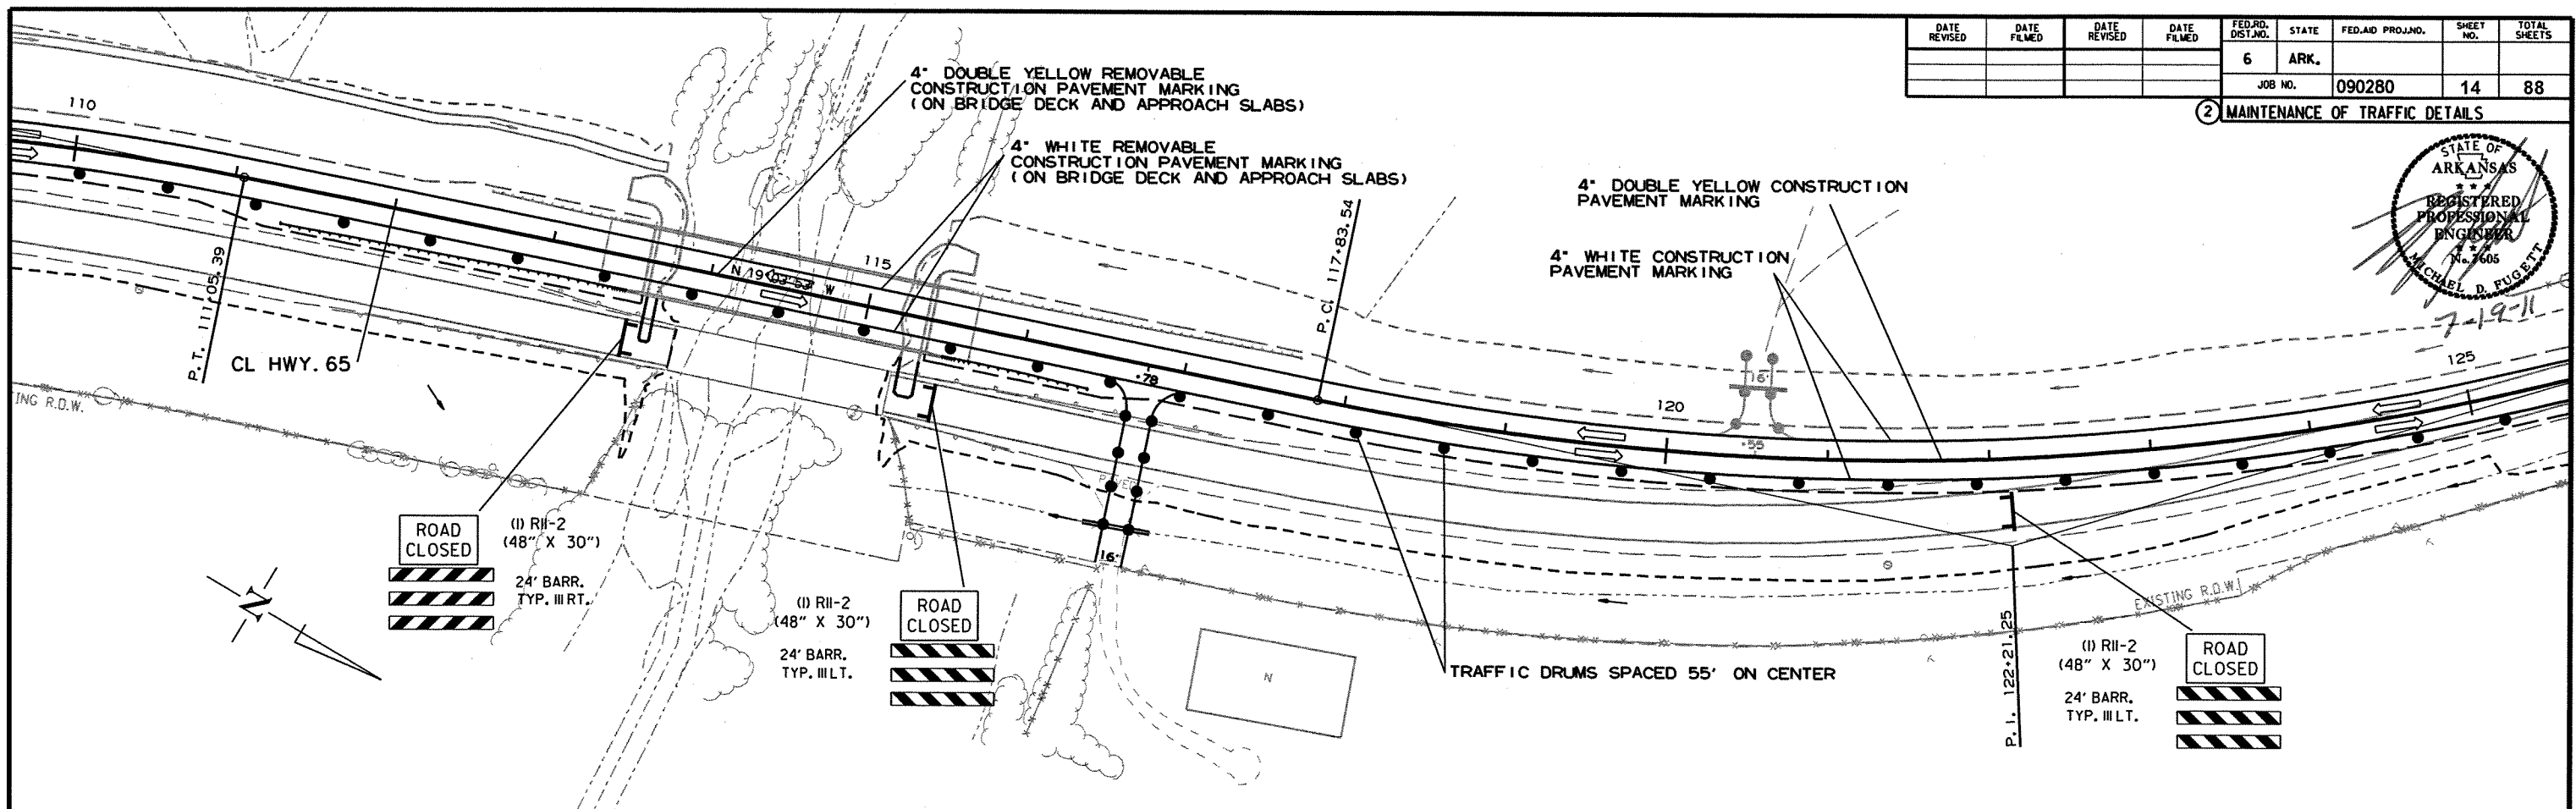 DATE REVISED
DATE FILMED
DATE REVISED
DATE FILMED
FED.RD. DIST.NO.
STATE
FED.AID PROJ.NO.
SHEET NO.
TOTAL SHEETS
6
ARK.
JOB NO.
090280
14
88
2 MAINTENANCE OF TRAFFIC DETAILS
STATE OF
ARKANSAS
REGISTERED
PROFESSIONAL
ENGINEER
No. 7605
MICHAEL D. FUGETT
7-19-11
4" DOUBLE YELLOW REMOVABLE
CONSTRUCTION PAVEMENT MARKING
(ON BRIDGE DECK AND APPROACH SLABS)
4" WHITE REMOVABLE
CONSTRUCTION PAVEMENT MARKING
(ON BRIDGE DECK AND APPROACH SLABS)
4" DOUBLE YELLOW CONSTRUCTION
PAVEMENT MARKING
4" WHITE CONSTRUCTION
PAVEMENT MARKING
110
P.T. 111+05.39
CL HWY. 65
N 19°03'53" W
115
P.C. 117+83.54
.78
120
16'
.55
125
ING R.O.W.
16'
EXISTING R.O.W.
P.I. 122+21.25
ROAD
CLOSED
(1) R11-2
(48" X 30")
24' BARR.
TYP. III RT.
N
(1) R11-2
(48" X 30")
24' BARR.
TYP. III LT.
ROAD
CLOSED
N
TRAFFIC DRUMS SPACED 55' ON CENTER
(1) R11-2
(48" X 30")
24' BARR.
TYP. III LT.
ROAD
CLOSED